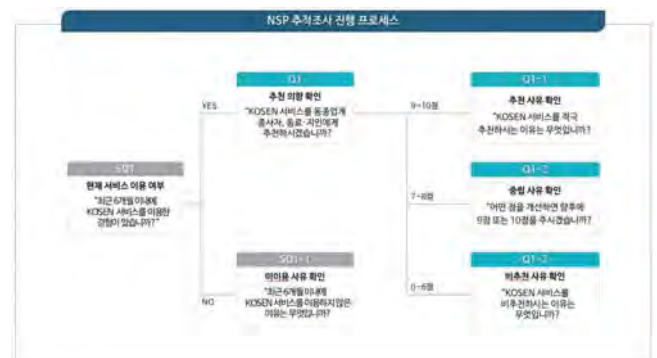 NSP 추적조사 진행 프로세스
Q1
추천 의향 확인
"KOSEN 서비스를 동종업계
종사자, 동료·지인에게
추천하시겠습니까?
YES
9~10점
Q1-1
추천 사유 확인
"KOSEN 서비스를 적극
추천하시는 이유는 무엇입니까?
SQ1
현재 서비스 이용 여부
"최근 6개월 이내에
KOSEN 서비스를 이용한
경험이 있습니까?"
7~8점
Q1-2
중립 사유 확인
"어떤 점을 개선하면 향후에
9점 또는 10점을 주시겠습니까?
NO
SQ1-1
미이용 사유 확인
"최근 6개월 이내에
KOSEN 서비스를 이용하지 않은
이유는 무엇입니까?
0~6점
Q1-3
비추천 사유 확인
"KOSEN 서비스를
비추천하시는 이유는
무엇입니까?